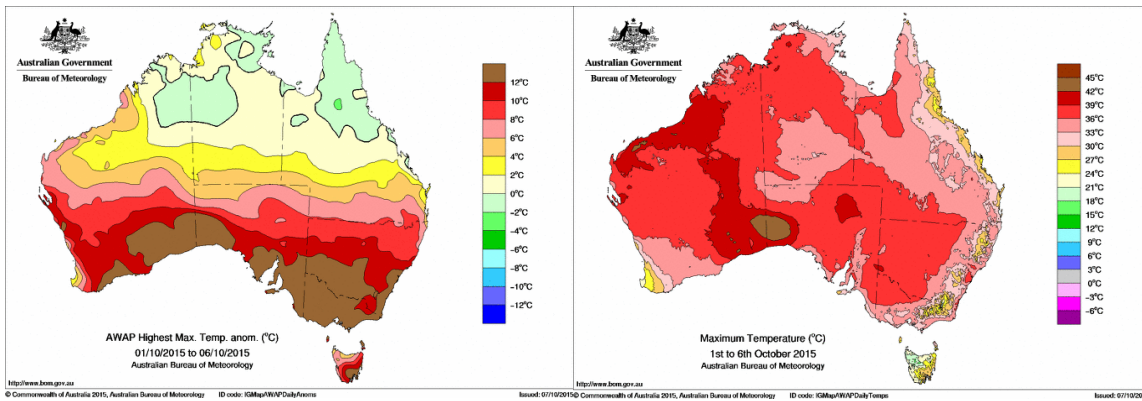 Australian Government
Bureau of Meteorology
12°C
10°C
8°C
6°C
4°C
2°C
0°C
-2°C
-4°C
-6°C
-8°C
-10°C
-12°C
AWAP Highest Max. Temp. anom. (°C)
01/10/2015 to 06/10/2015
Australian Bureau of Meteorology
http://www.bom.gov.au
© Commonwealth of Australia 2015, Australian Bureau of Meteorology ID code: IGMapAWAPDailyAnoms Issued: 07/10/2015
Australian Government
Bureau of Meteorology
45°C
42°C
39°C
36°C
33°C
30°C
27°C
24°C
21°C
18°C
15°C
12°C
9°C
6°C
3°C
0°C
-3°C
-6°C
Maximum Temperature (°C)
1st to 6th October 2015
Australian Bureau of Meteorology
http://www.bom.gov.au
© Commonwealth of Australia 2015, Australian Bureau of Meteorology ID code: IGMapAWAPDailyTemps Issued: 07/10/20